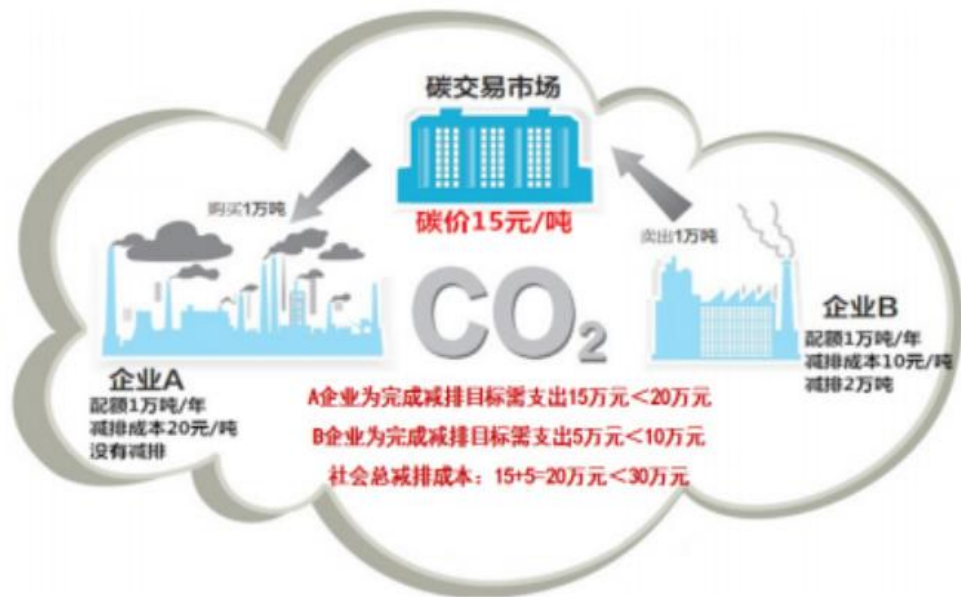 碳交易市场
碳价15元/吨
购买1万吨
卖出1万吨
CO₂
企业A
配额1万吨/年
减排成本20元/吨
没有减排
企业B
配额1万吨/年
减排成本10元/吨
减排2万吨
A企业为完成减排目标需支出15万元＜20万元
B企业为完成减排目标需支出5万元＜10万元
社会总减排成本：15+5=20万元＜30万元